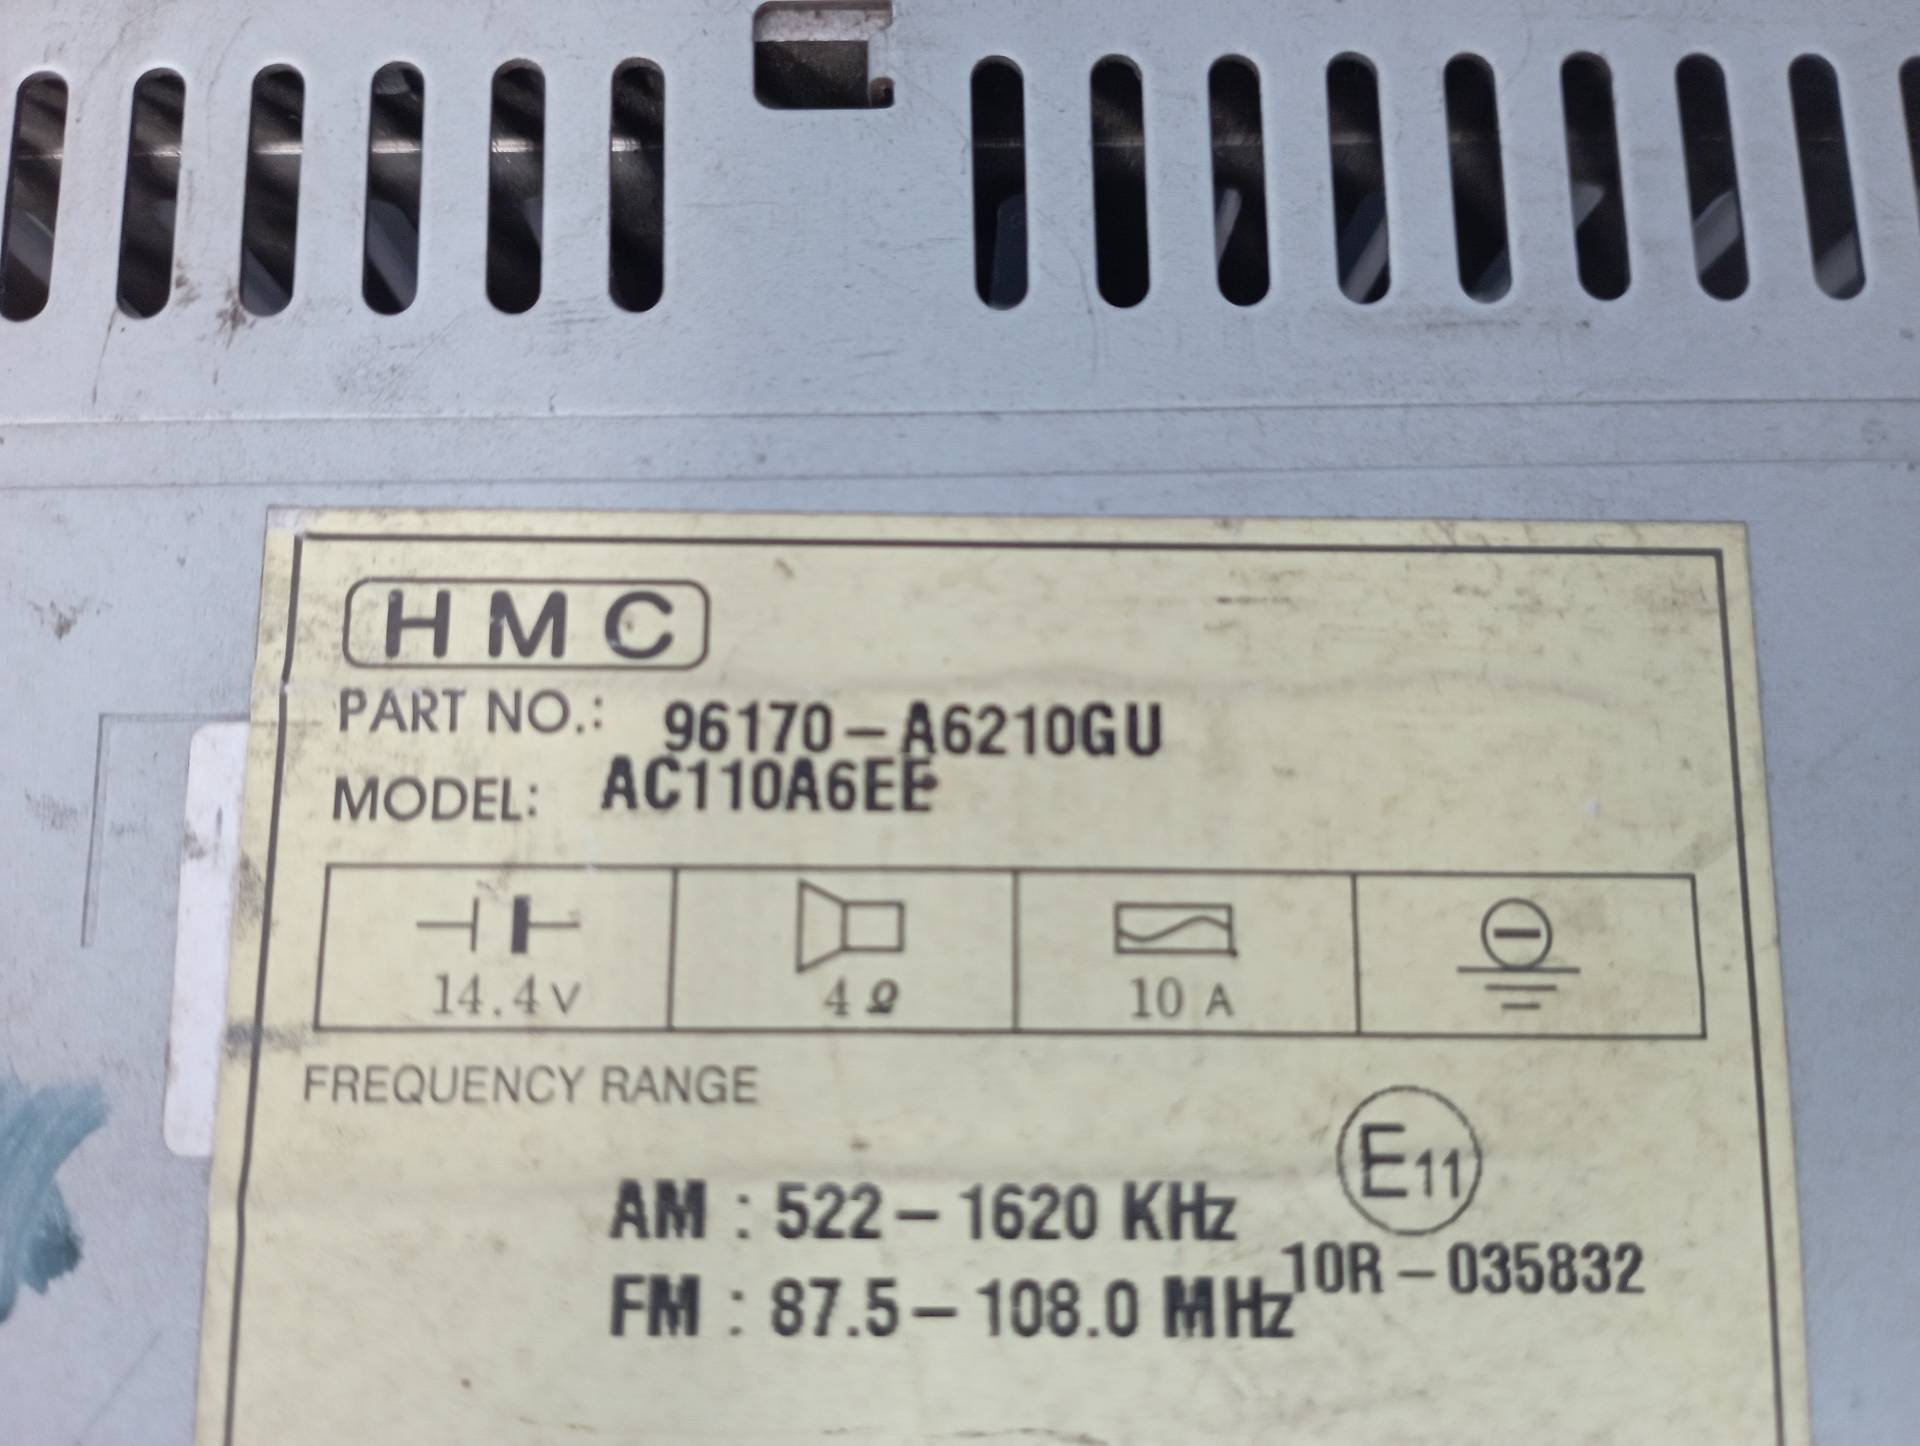 HMC
PART NO.: 96170-A6210GU
MODEL: AC110A6EE
14.4V 4Ω 10 A
FREQUENCY RANGE
E11
AM : 522-1620 KHz
10R-035832
FM : 87.5-108.0 MHz